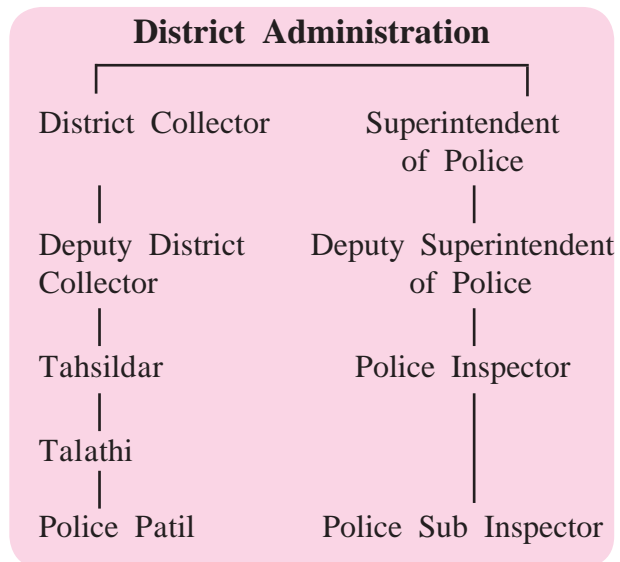 District Administration
District Collector
Superintendent
of Police
Deputy District
Collector
Deputy Superintendent
of Police
Tahsildar
Police Inspector
Talathi
Police Patil
Police Sub Inspector